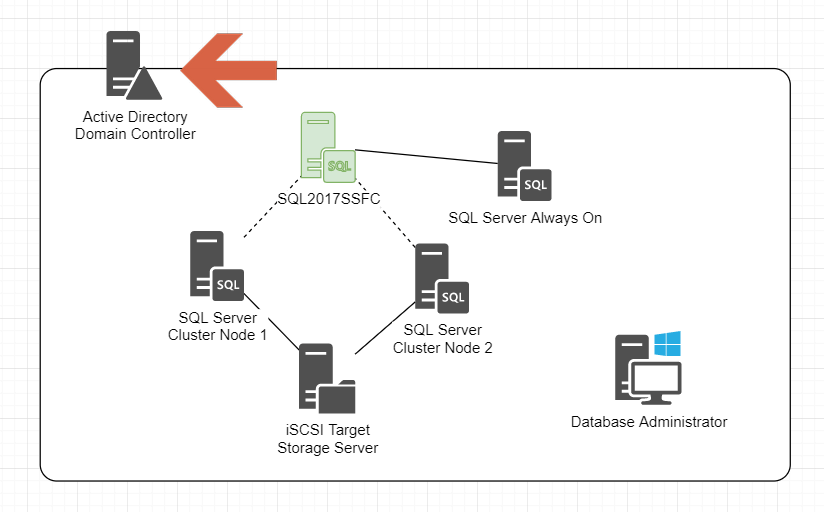 Active Directory
Domain Controller
SQL
SQL2017SSFC
SQL
SQL Server Always On
SQL
SQL Server
Cluster Node 1
SQL
SQL Server
Cluster Node 2
iSCSI Target
Storage Server
Database Administrator